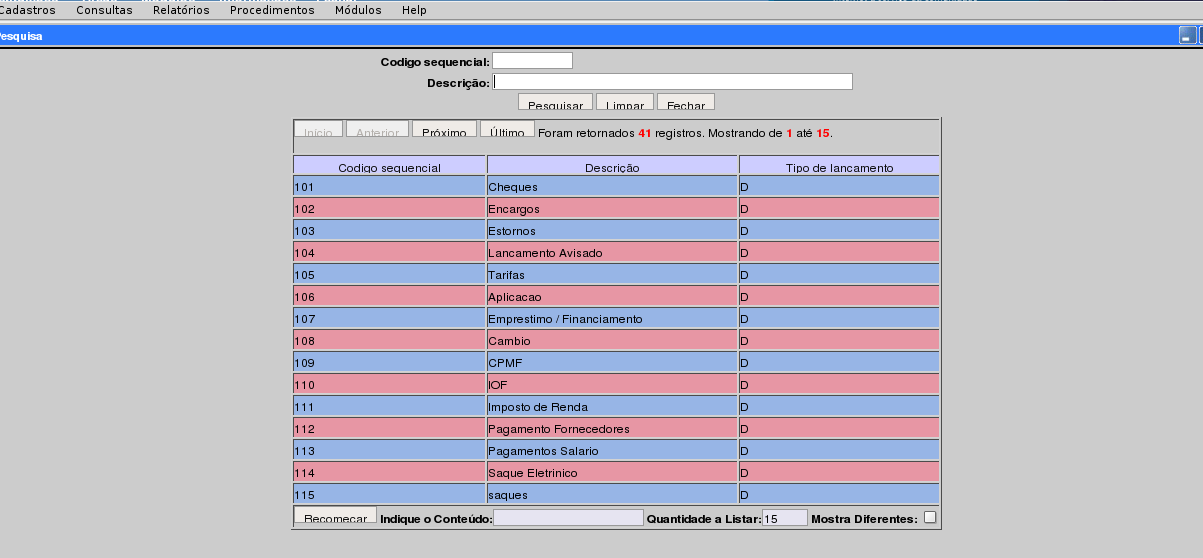 Cadastros Consultas Relatórios Procedimentos Módulos Help
Pesquisa
Codigo sequencial:
Descrição:
Pesquisar Limpar Fechar
Início Anterior Próximo Último Foram retornados 41 registros. Mostrando de 1 até 15.
Codigo sequencial Descrição Tipo de lancamento
101 Cheques D
102 Encargos D
103 Estornos D
104 Lancamento Avisado D
105 Tarifas D
106 Aplicacao D
107 Emprestimo / Financiamento D
108 Cambio D
109 CPMF D
110 IOF D
111 Imposto de Renda D
112 Pagamento Fornecedores D
113 Pagamentos Salario D
114 Saque Eletrinico D
115 saques D
Recomeçar Indique o Conteúdo: Quantidade a Listar: 15 Mostra Diferentes: